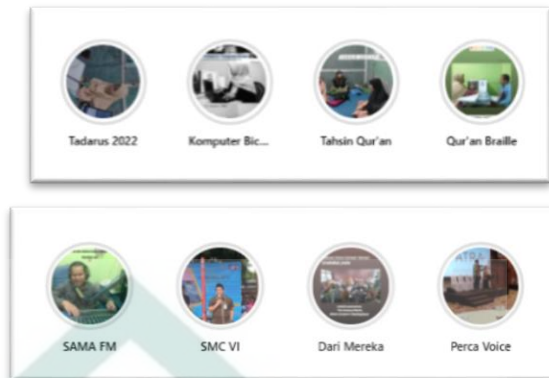 Tadarus 2022
Komputer Bic...
Tahsin Qur'an
Qur'an Braille
SAMA FM
SMC VI
Dari Mereka
Perca Voice